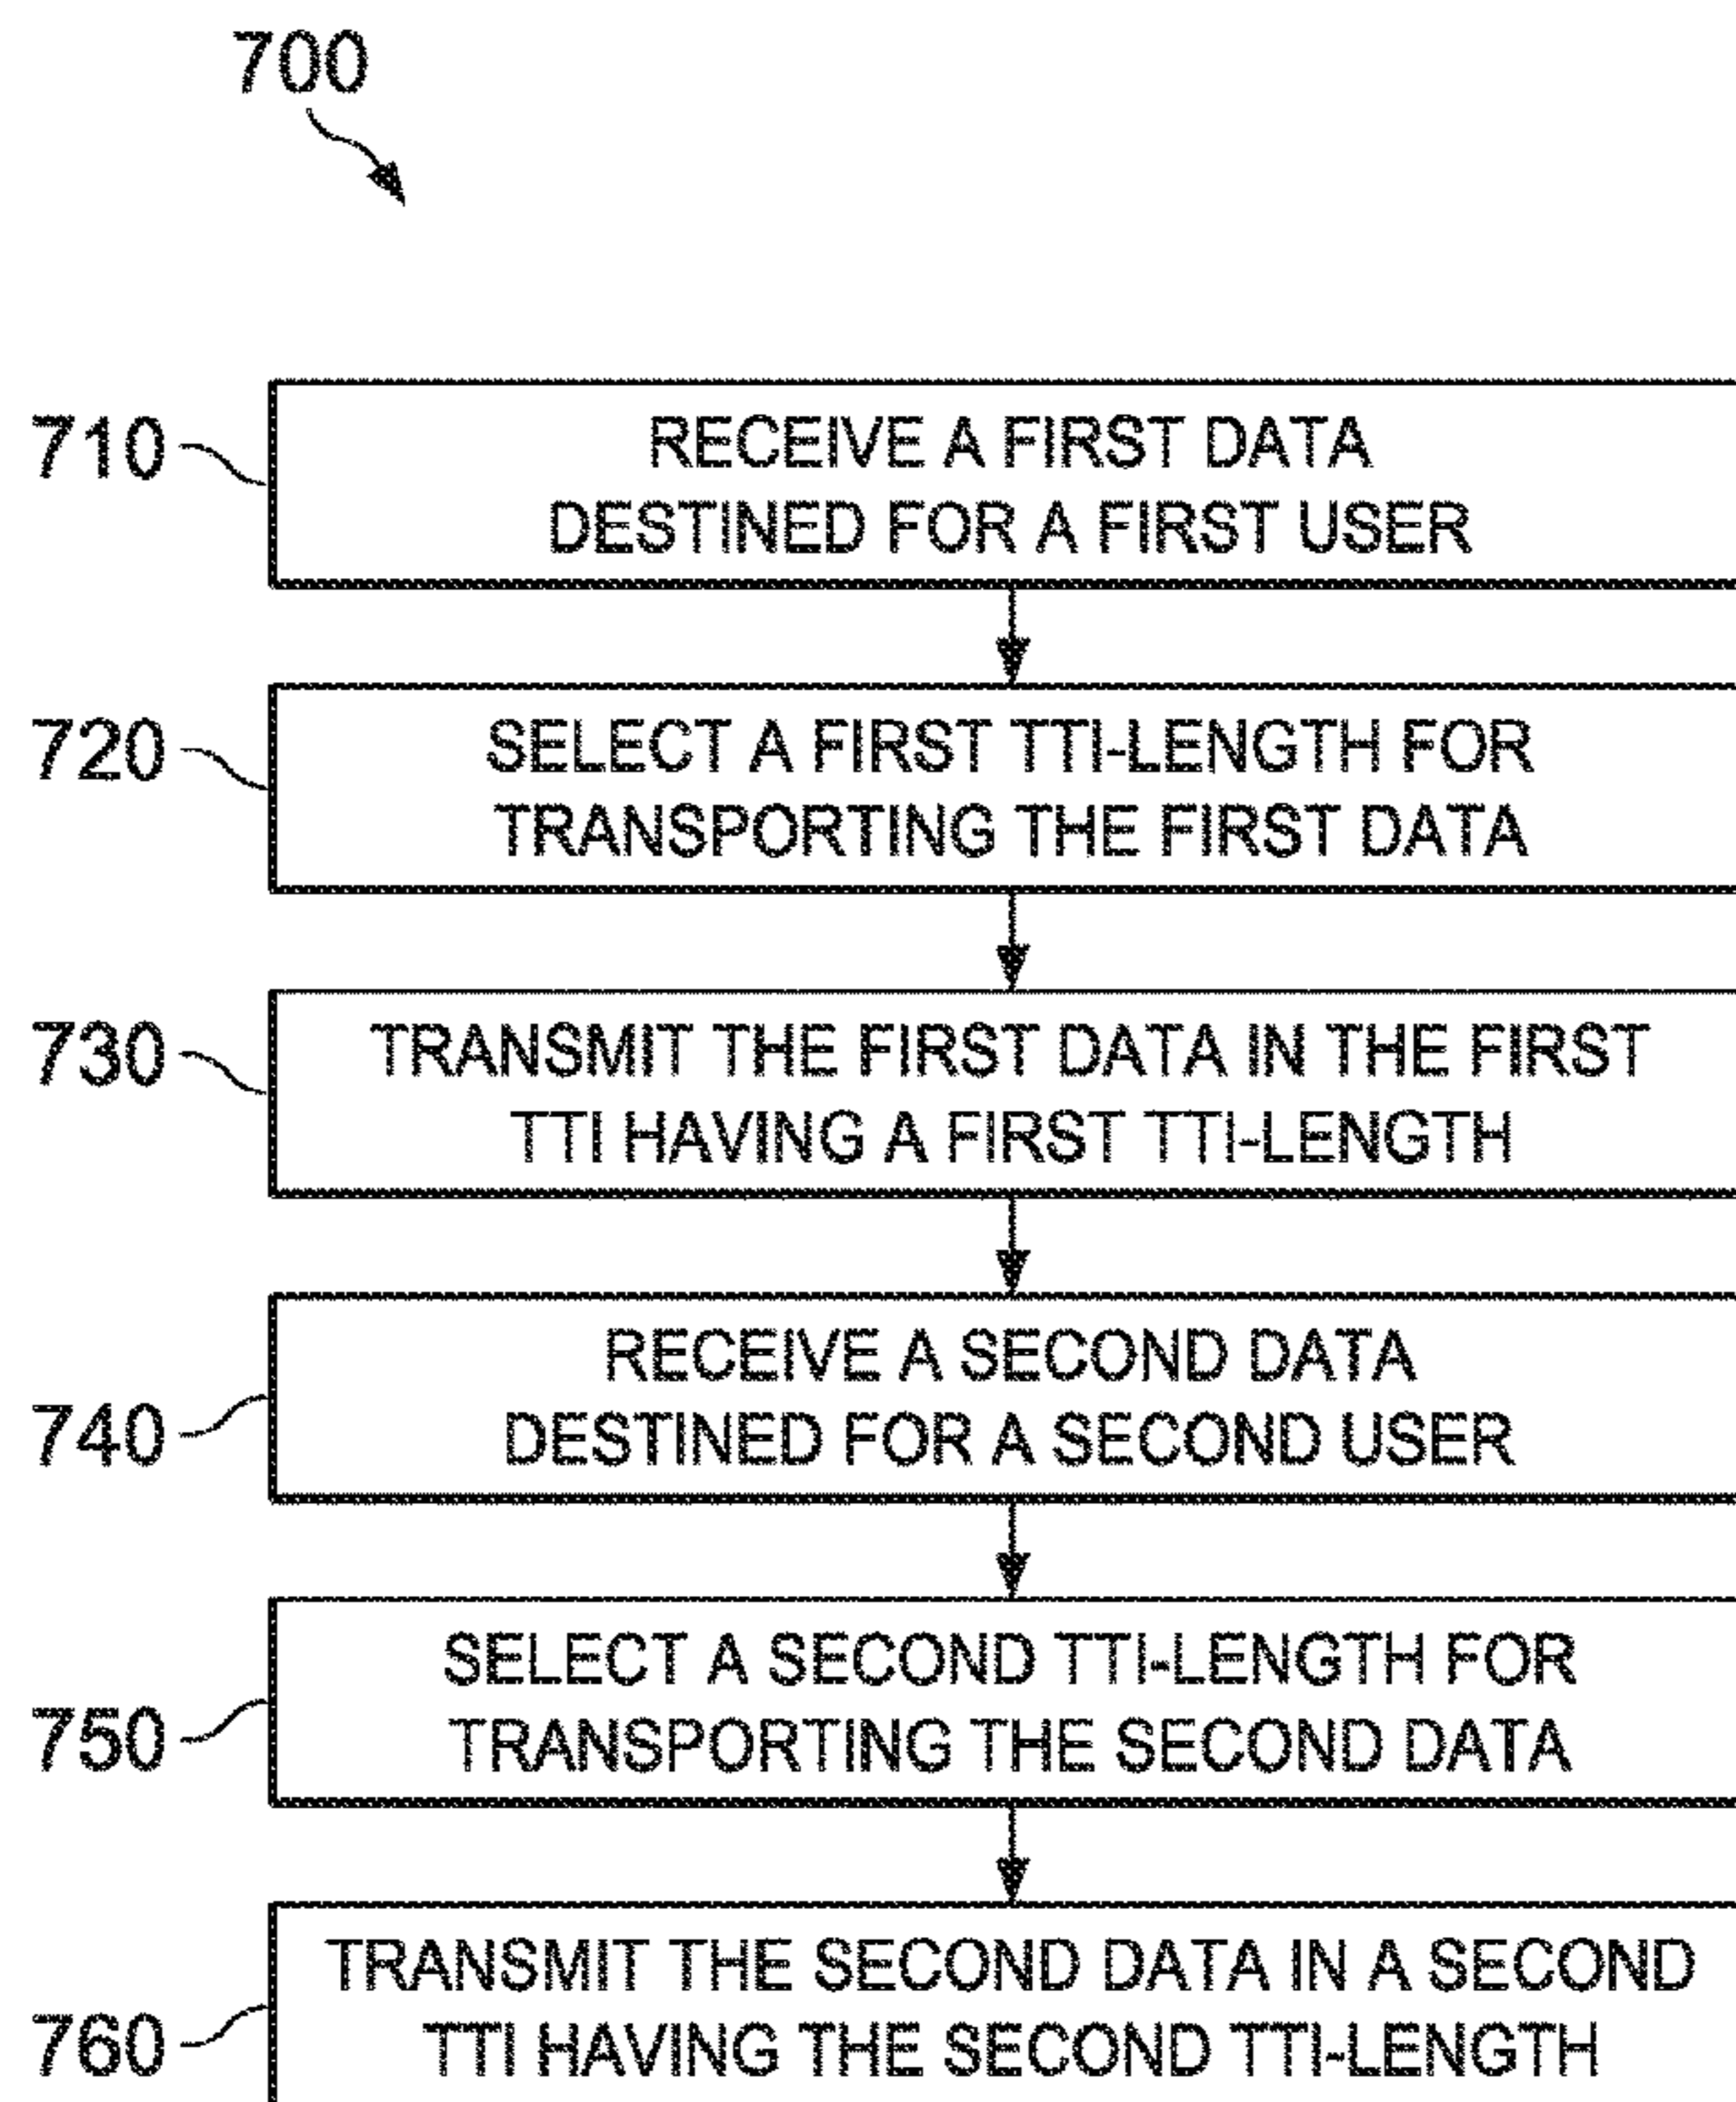 700
710
RECEIVE A FIRST DATA
DESTINED FOR A FIRST USER
720
SELECT A FIRST TTI-LENGTH FOR
TRANSPORTING THE FIRST DATA
730
TRANSMIT THE FIRST DATA IN THE FIRST
TTI HAVING A FIRST TTI-LENGTH
740
RECEIVE A SECOND DATA
DESTINED FOR A SECOND USER
750
SELECT A SECOND TTI-LENGTH FOR
TRANSPORTING THE SECOND DATA
760
TRANSMIT THE SECOND DATA IN A SECOND
TTI HAVING THE SECOND TTI-LENGTH